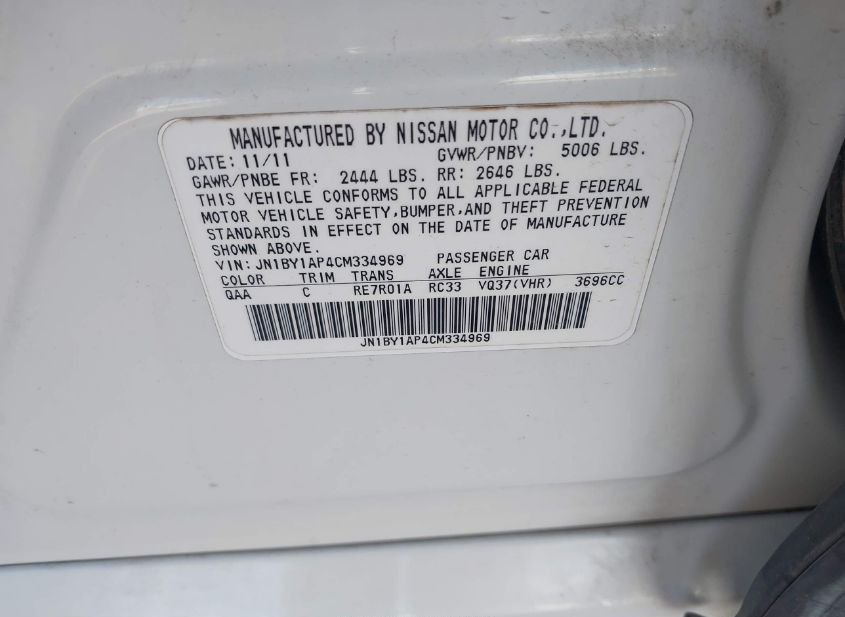 MANUFACTURED BY NISSAN MOTOR CO.,LTD.
DATE: 11/11 GVWR/PNBV: 5006 LBS.
GAWR/PNBE FR: 2444 LBS. RR: 2646 LBS.
THIS VEHICLE CONFORMS TO ALL APPLICABLE FEDERAL
MOTOR VEHICLE SAFETY,BUMPER,AND THEFT PREVENTION
STANDARDS IN EFFECT ON THE DATE OF MANUFACTURE
SHOWN ABOVE.
VIN: JN1BY1AP4CM334969 PASSENGER CAR
COLOR TRIM TRANS AXLE ENGINE
QAA C RE7R01A RC33 VQ37(VHR) 3696CC
JN1BY1AP4CM334969